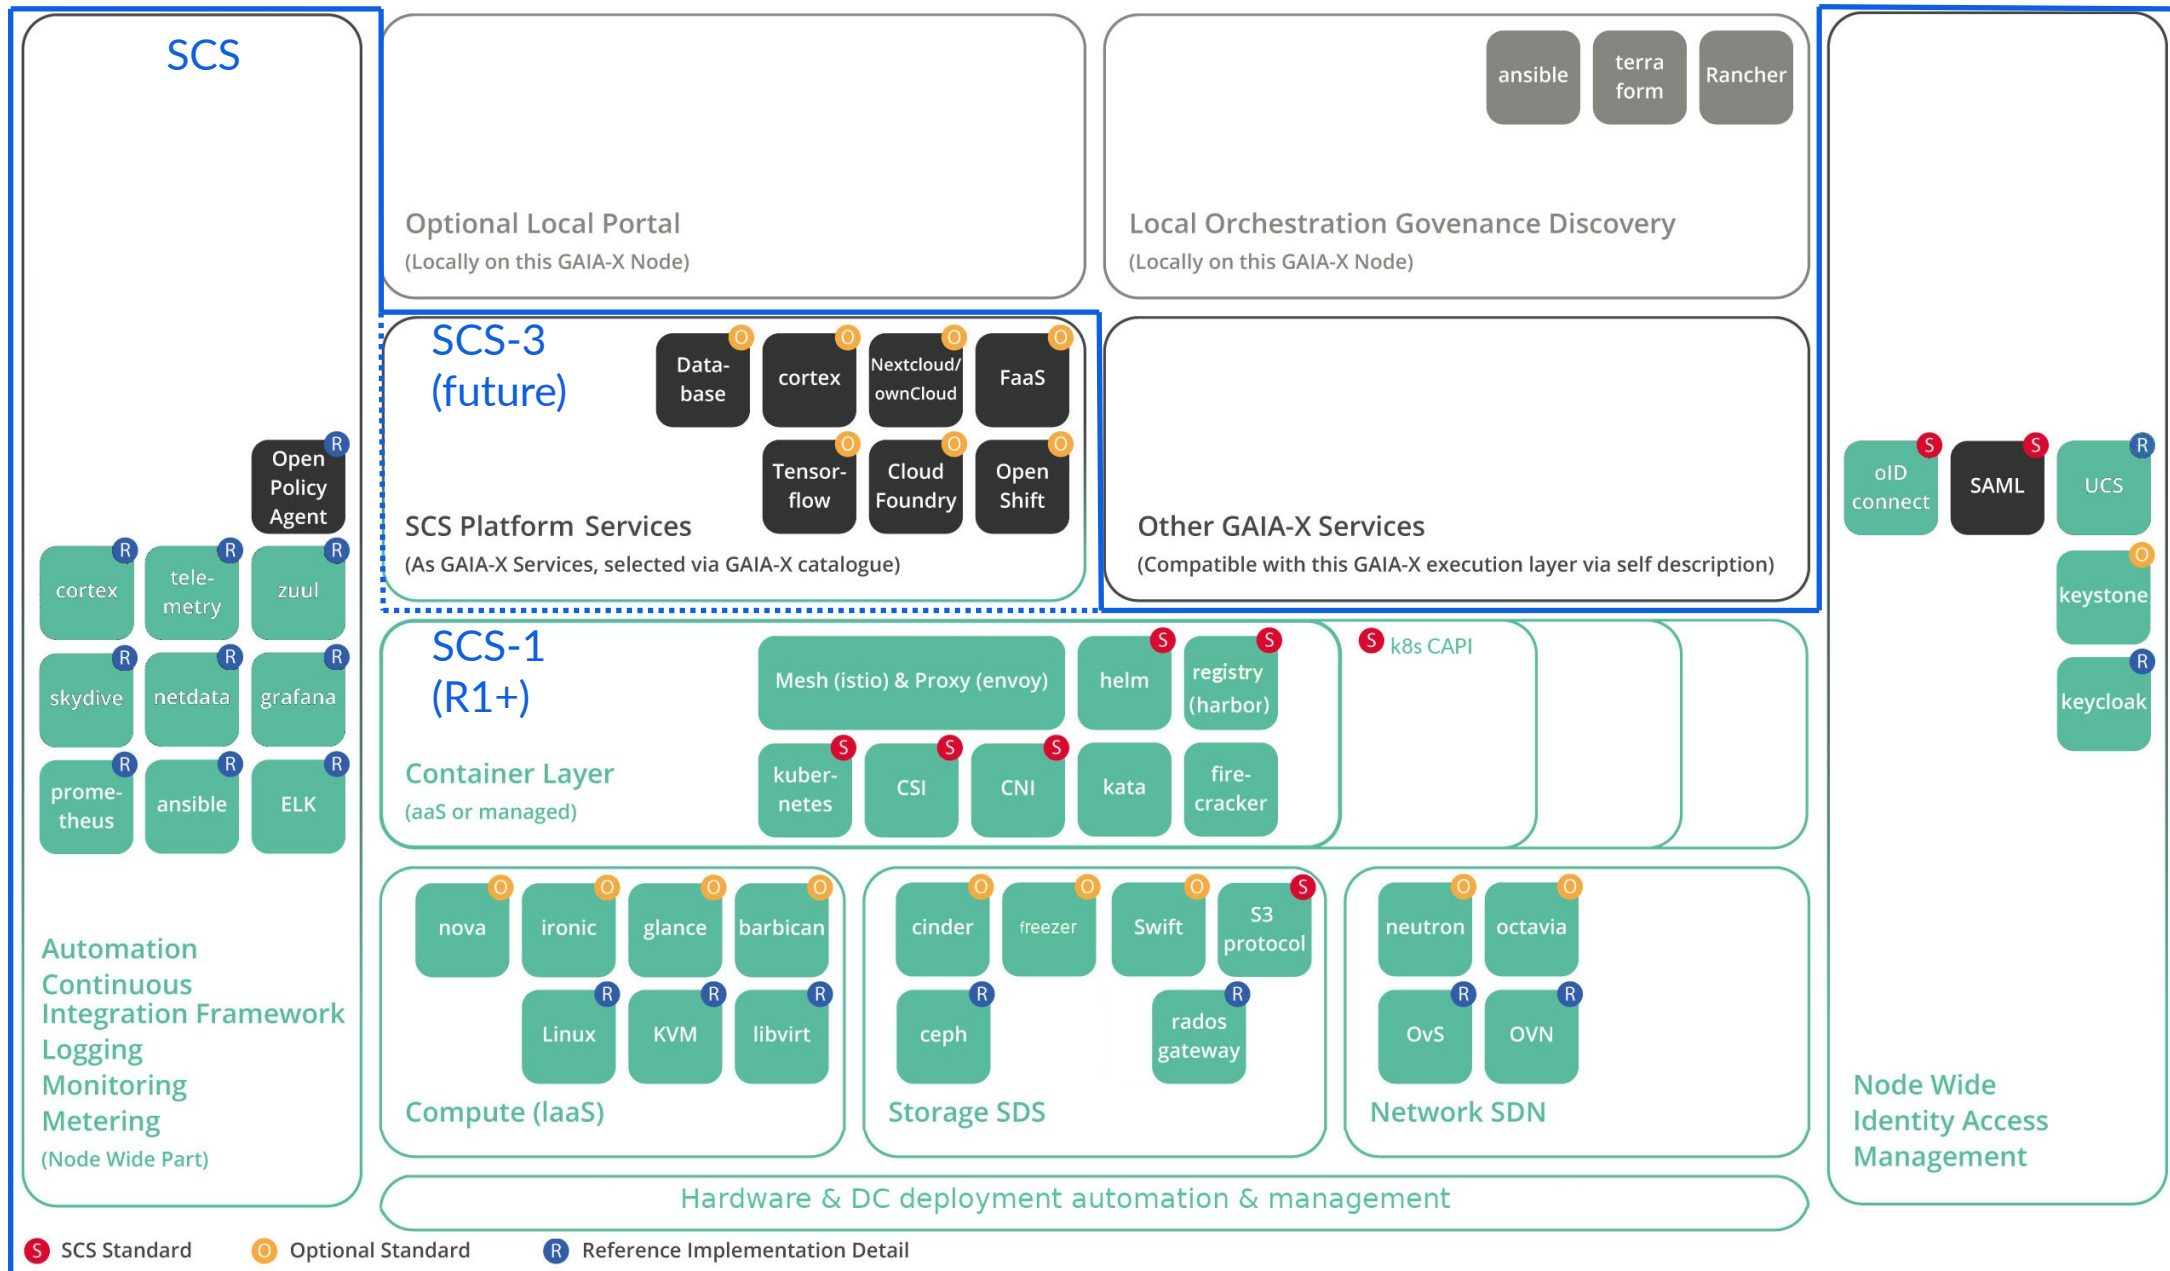 SCS
Open
Policy
Agent
R
cortex
R
tele-
metry
R
zuul
R
skydive
R
netdata
R
grafana
R
prome-
theus
R
ansible
R
ELK
R
Automation
Continuous
Integration Framework
Logging
Monitoring
Metering
(Node Wide Part)
Optional Local Portal
(Locally on this GAIA-X Node)
ansible
terra
form
Rancher
Local Orchestration Govenance Discovery
(Locally on this GAIA-X Node)
SCS-3
(future)
Data-
base
O
cortex
O
Nextcloud/
ownCloud
O
FaaS
O
Tensor-
flow
O
Cloud
Foundry
O
Open
Shift
O
SCS Platform Services
(As GAIA-X Services, selected via GAIA-X catalogue)
Other GAIA-X Services
(Compatible with this GAIA-X execution layer via self description)
SCS-1
(R1+)
Mesh (istio) & Proxy (envoy)
helm
S
registry
(harbor)
S
S k8s CAPI
kuber-
netes
S
CSI
S
CNI
S
kata
fire-
cracker
Container Layer
(aaS or managed)
nova
O
ironic
O
glance
O
barbican
O
Linux
R
KVM
R
libvirt
R
Compute (IaaS)
cinder
O
freezer
O
Swift
O
S3
protocol
S
ceph
R
rados
gateway
R
Storage SDS
neutron
O
octavia
O
OvS
R
OVN
R
Network SDN
Hardware & DC deployment automation & management
oID
connect
S
SAML
S
UCS
R
keystone
O
keycloak
R
Node Wide
Identity Access
Management
S SCS Standard
O Optional Standard
R Reference Implementation Detail